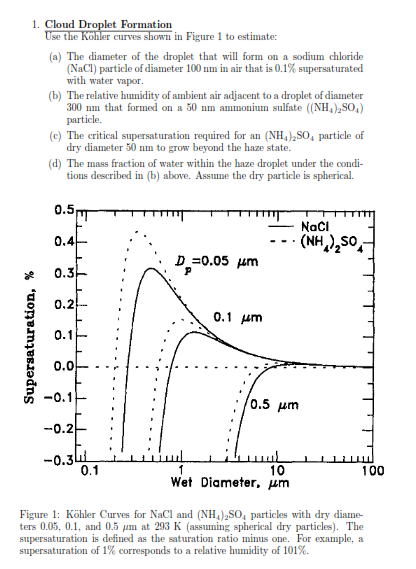 1. Cloud Droplet Formation
Use the Köhler curves shown in Figure 1 to estimate:
(a) The diameter of the droplet that will form on a sodium chloride
(NaCl) particle of diameter 100 nm in air that is 0.1% supersaturated
with water vapor.
(b) The relative humidity of ambient air adjacent to a droplet of diameter
300 nm that formed on a 50 nm ammonium sulfate ((NH₄)₂SO₄)
particle.
(c) The critical supersaturation required for an (NH₄)₂SO₄ particle of
dry diameter 50 nm to grow beyond the haze state.
(d) The mass fraction of water within the haze droplet under the condi-
tions described in (b) above. Assume the dry particle is spherical.
0.5
NaCl
0.4
(NH₄)₂SO₄
Dₚ=0.05 μm
0.3
0.2
0.1 μm
0.1
0.0
-0.1
0.5 μm
-0.2
-0.3
Supersaturation, %
0.1 1 10 100
Wet Diameter, μm
Figure 1: Köhler Curves for NaCl and (NH₄)₂SO₄ particles with dry diame-
ters 0.05, 0.1, and 0.5 μm at 293 K (assuming spherical dry particles). The
supersaturation is defined as the saturation ratio minus one. For example, a
supersaturation of 1% corresponds to a relative humidity of 101%.